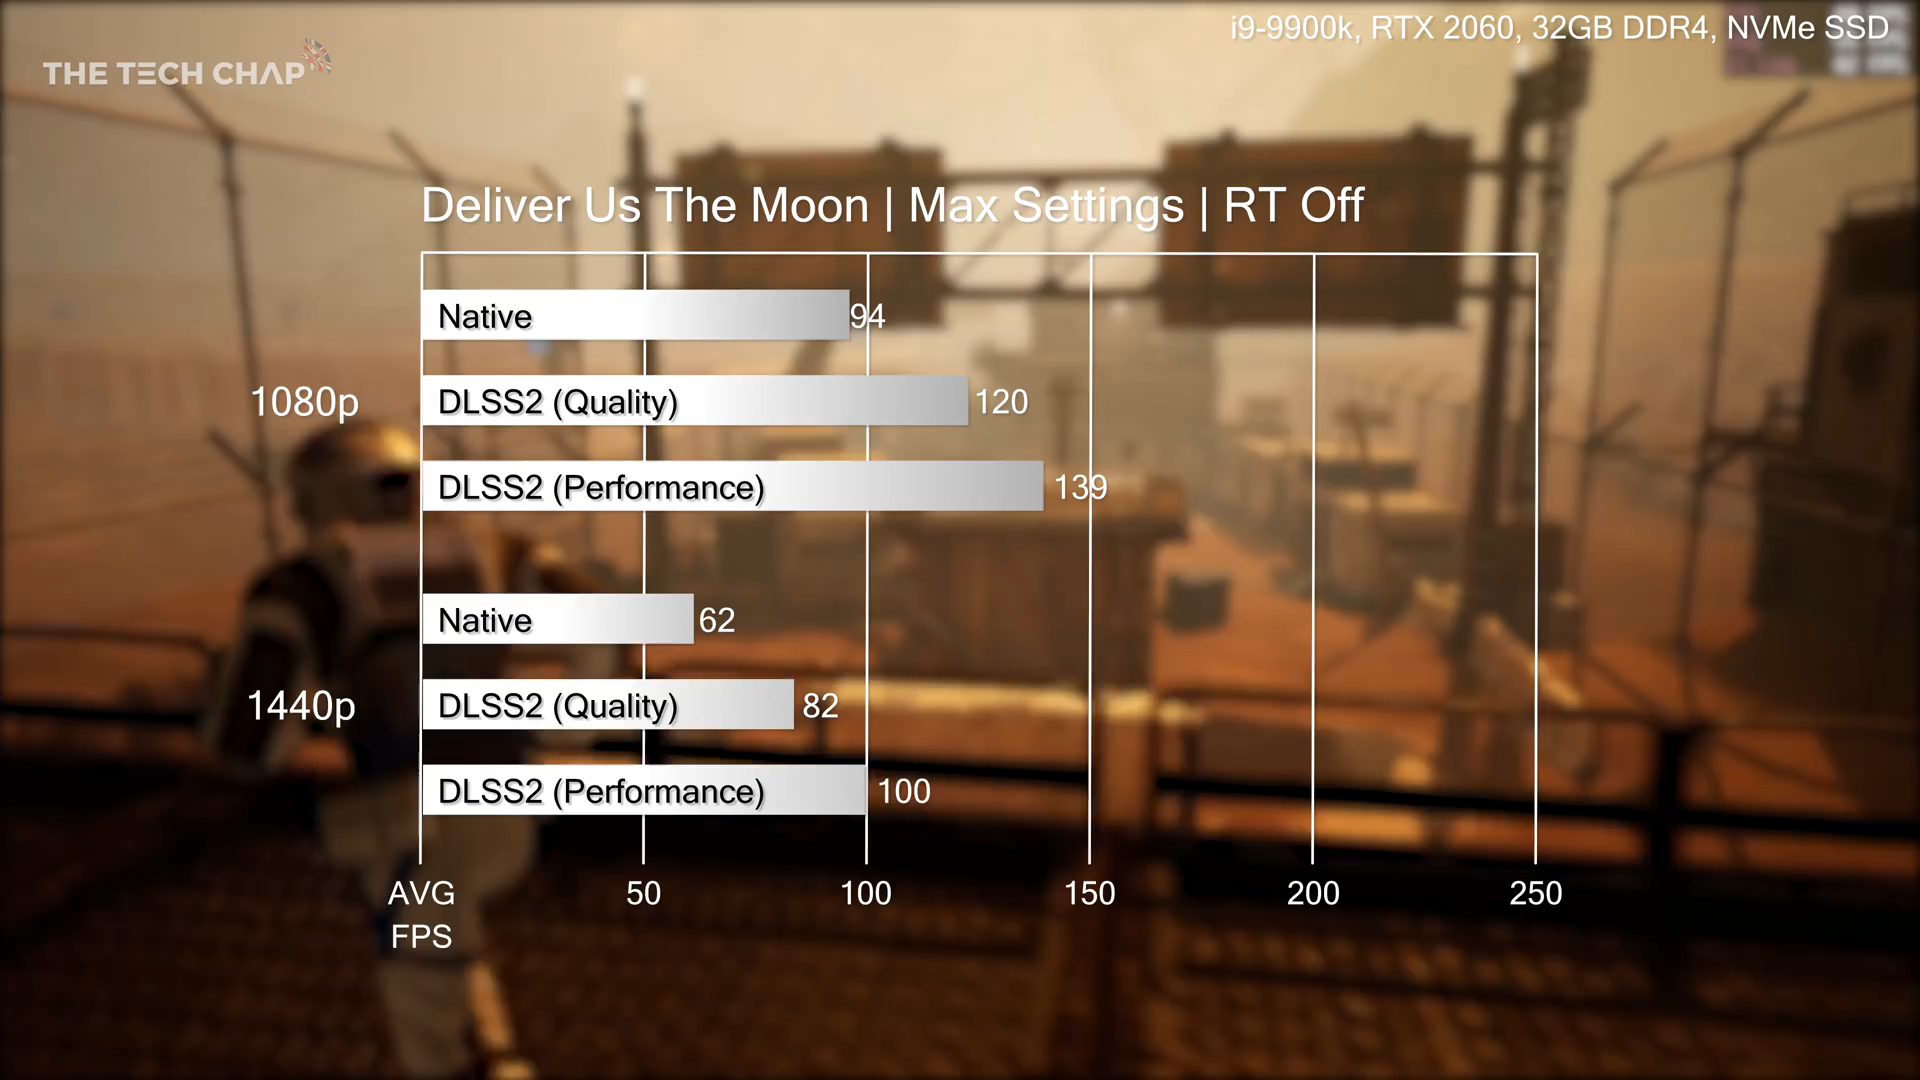 i9-9900k, RTX 2060, 32GB DDR4, NVMe SSD
THE TECH CHAP
Deliver Us The Moon | Max Settings | RT Off
Native 94
1080p DLSS2 (Quality) 120
DLSS2 (Performance) 139
Native 62
1440p DLSS2 (Quality) 82
DLSS2 (Performance) 100
AVG 50 100 150 200 250
FPS